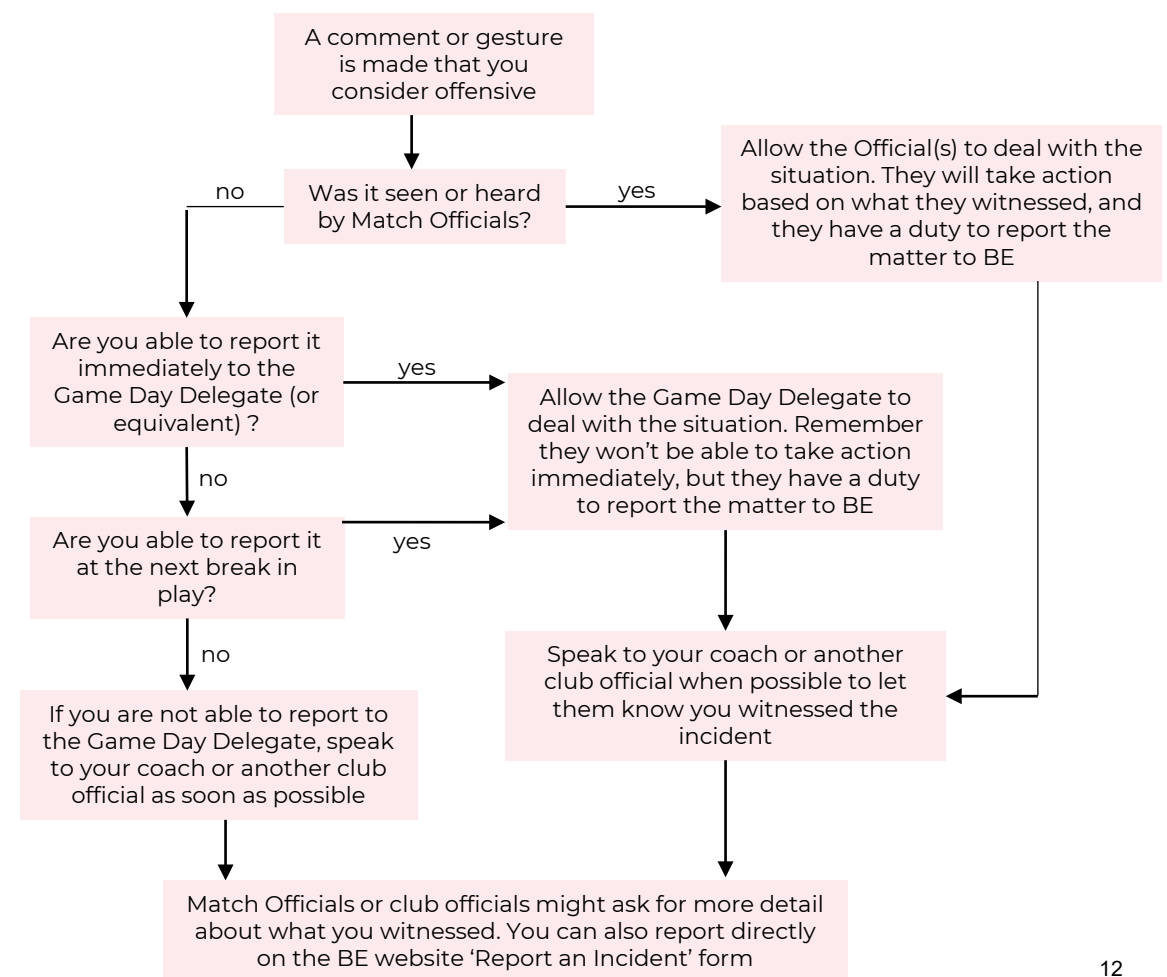 A comment or gesture
is made that you
consider offensive
no
Was it seen or heard
by Match Officials?
yes
Allow the Official(s) to deal with the
situation. They will take action
based on what they witnessed, and
they have a duty to report the
matter to BE
Are you able to report it
immediately to the
Game Day Delegate (or
equivalent) ?
yes
Allow the Game Day Delegate to
deal with the situation. Remember
they won’t be able to take action
immediately, but they have a duty
to report the matter to BE
no
Are you able to report it
at the next break in
play?
yes
no
Speak to your coach or another
club official when possible to let
them know you witnessed the
incident
If you are not able to report to
the Game Day Delegate, speak
to your coach or another club
official as soon as possible
Match Officials or club officials might ask for more detail
about what you witnessed. You can also report directly
on the BE website ‘Report an Incident’ form
12